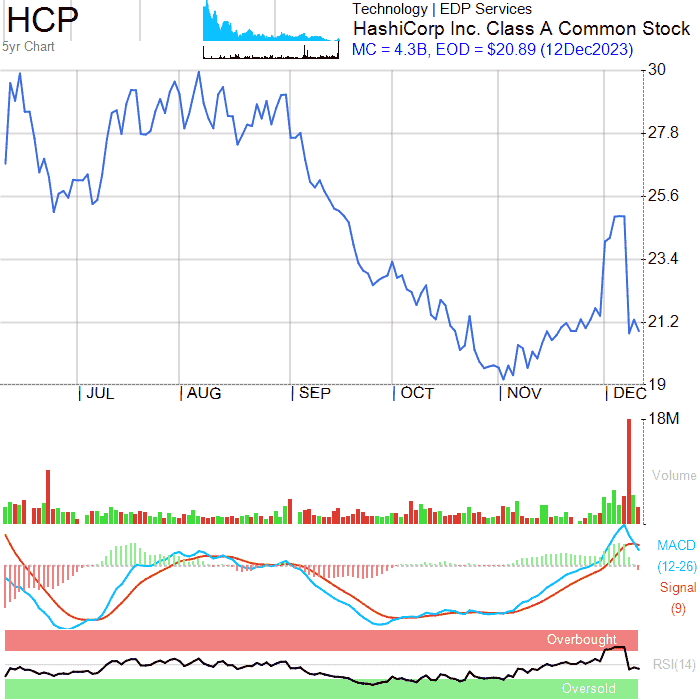 HCP
5yr Chart
Technology | EDP Services
HashiCorp Inc. Class A Common Stock
MC = 4.3B, EOD = $20.89 (12Dec2023)
30
27.8
25.6
23.4
21.2
19
JUL
AUG
SEP
OCT
NOV
DEC
18M
Volume
MACD
(12-26)
Signal
(9)
Overbought
RSI(14)
Oversold